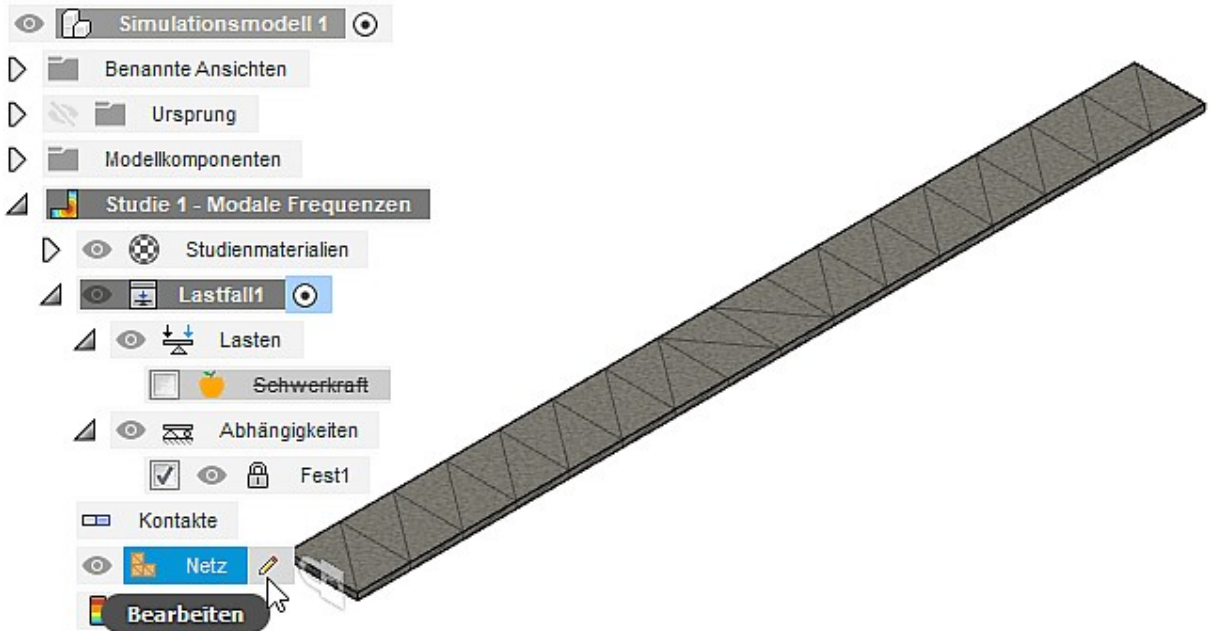 Simulationsmodell 1
Benannte Ansichten
Ursprung
Modellkomponenten
Studie 1 - Modale Frequenzen
Studienmaterialien
Lastfall1
Lasten
Schwerkraft
Abhängigkeiten
Fest1
Kontakte
Netz
Bearbeiten